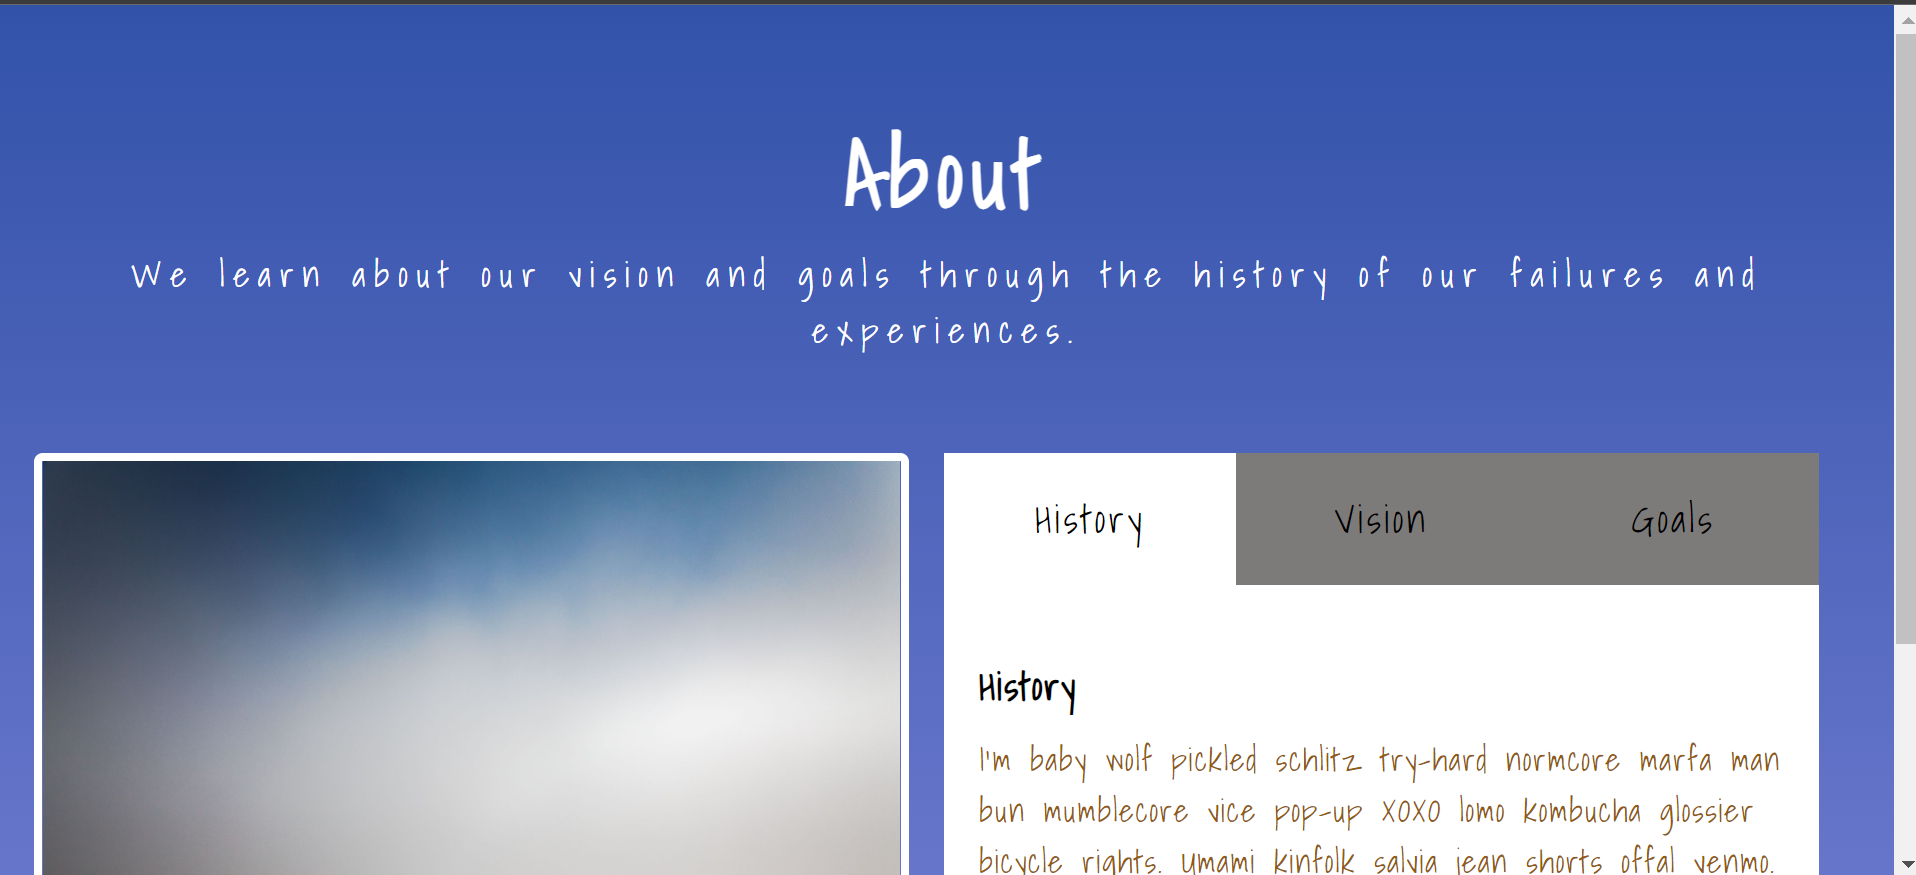 About
We learn about our vision and goals through the history of our failures and
experiences.
History
Vision
Goals
History
I'm baby wolf pickled schlitz try-hard normcore marfa man
bun mumblecore vice pop-up XOXO lomo kombucha glossier
bicycle rights. Umami kinfolk salvia jean shorts offal venmo.